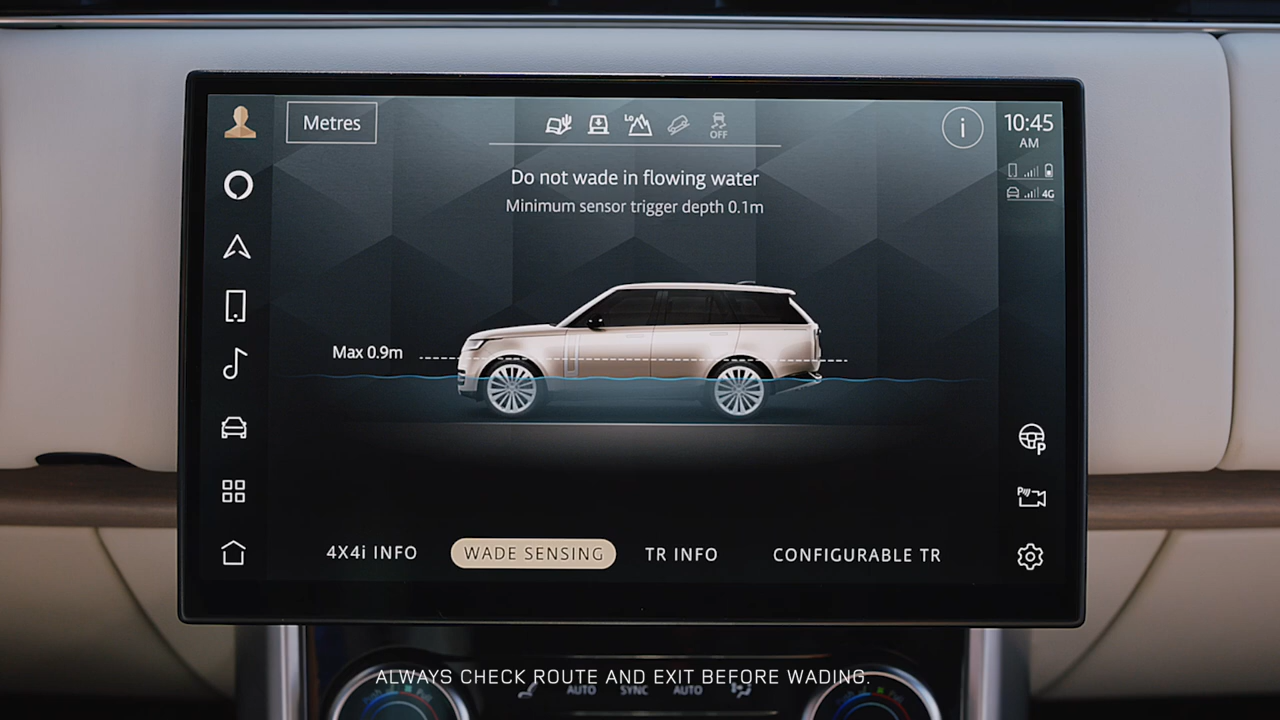 Metres
Lo
OFF
i
10:45
AM
4G
Do not wade in flowing water
Minimum sensor trigger depth 0.1m
Max 0.9m
P
P
4X4i INFO
WADE SENSING
TR INFO
CONFIGURABLE TR
ALWAYS CHECK ROUTE AND EXIT BEFORE WADING.
AUTO
SYNC
AUTO